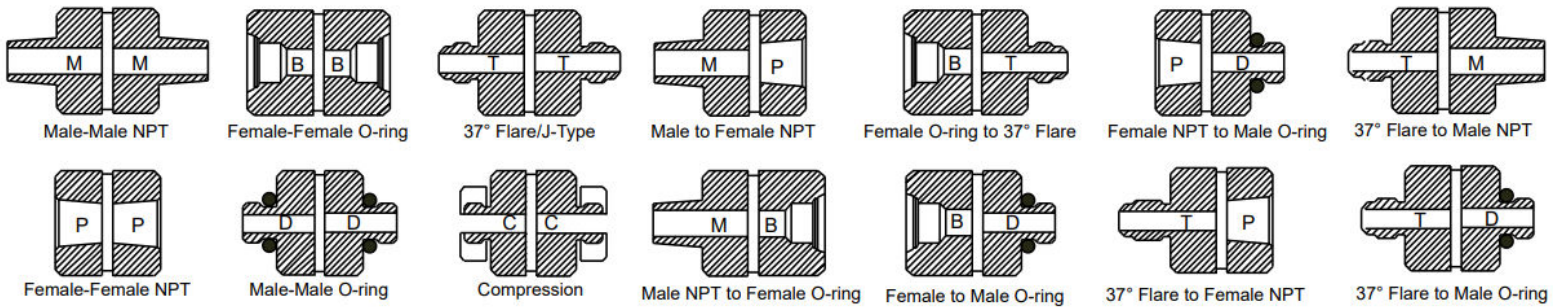 M M
B B
T T
M P
B T
P D
T M
Male-Male NPT
Female-Female O-ring
37° Flare/J-Type
Male to Female NPT
Female O-ring to 37° Flare
Female NPT to Male O-ring
37° Flare to Male NPT
P P
D D
C C
M B
B D
T P
T D
Female-Female NPT
Male-Male O-ring
Compression
Male NPT to Female O-ring
Female to Male O-ring
37° Flare to Female NPT
37° Flare to Male O-ring